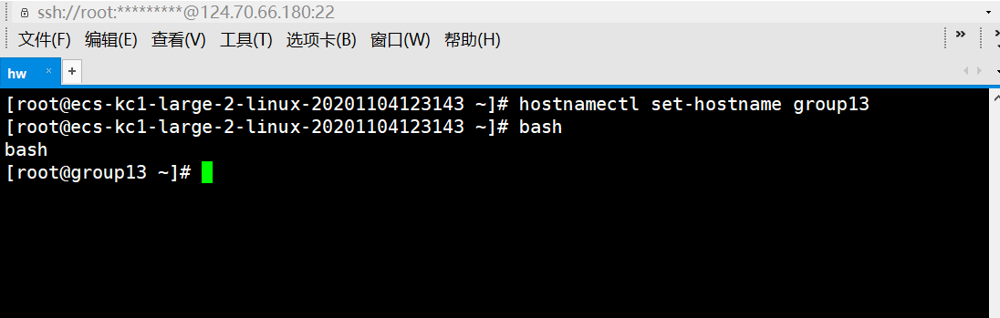 ssh://root:*********@124.70.66.180:22
文件(F) 编辑(E) 查看(V) 工具(T) 选项卡(B) 窗口(W) 帮助(H)
hw
[root@ecs-kc1-large-2-linux-20201104123143 ~]# hostnamectl set-hostname group13
[root@ecs-kc1-large-2-linux-20201104123143 ~]# bash
bash
[root@group13 ~]#